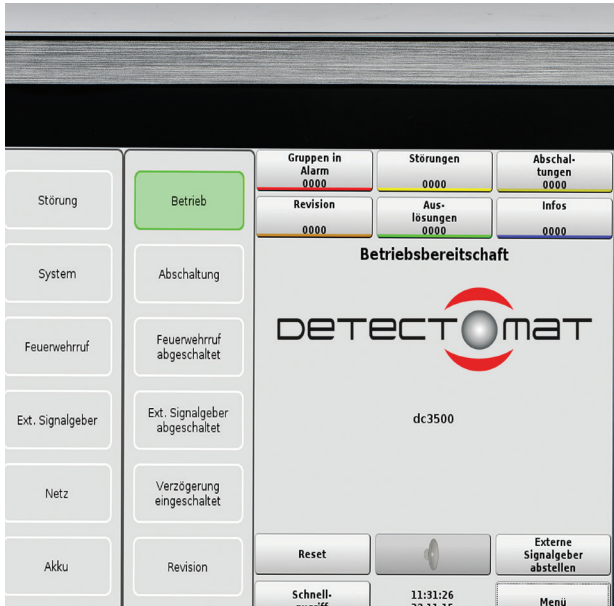 Störung
System
Feuerwehrruf
Ext. Signalgeber
Netz
Akku
Betrieb
Abschaltung
Feuerwehrruf
abgeschaltet
Ext. Signalgeber
abgeschaltet
Verzögerung
eingeschaltet
Revision
Gruppen in
Alarm
0000
Störungen
0000
Abschal-
tungen
0000
Revision
0000
Aus-
lösungen
0000
Infos
0000
Betriebsbereitschaft
DETECTOMAT
dc3500
Reset
Externe
Signalgeber
abstellen
Schnell-
11:31:26
Menü